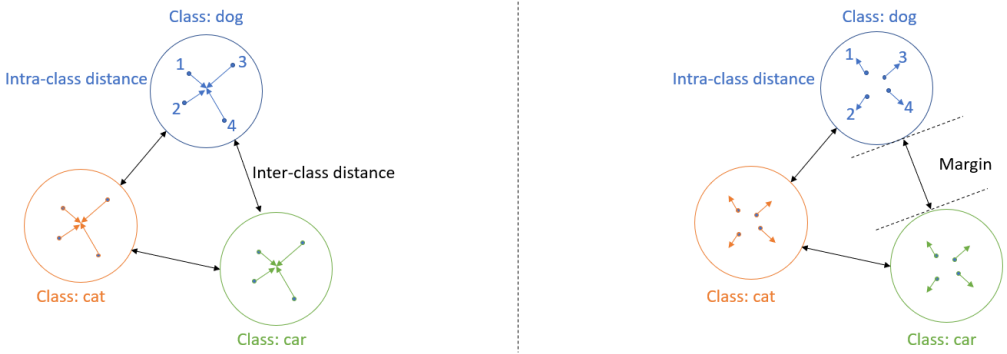 Class: dog
1
3
Intra-class distance
2
4
Inter-class distance
Class: cat
Class: car
Class: dog
1
3
Intra-class distance
2
4
Margin
Class: cat
Class: car